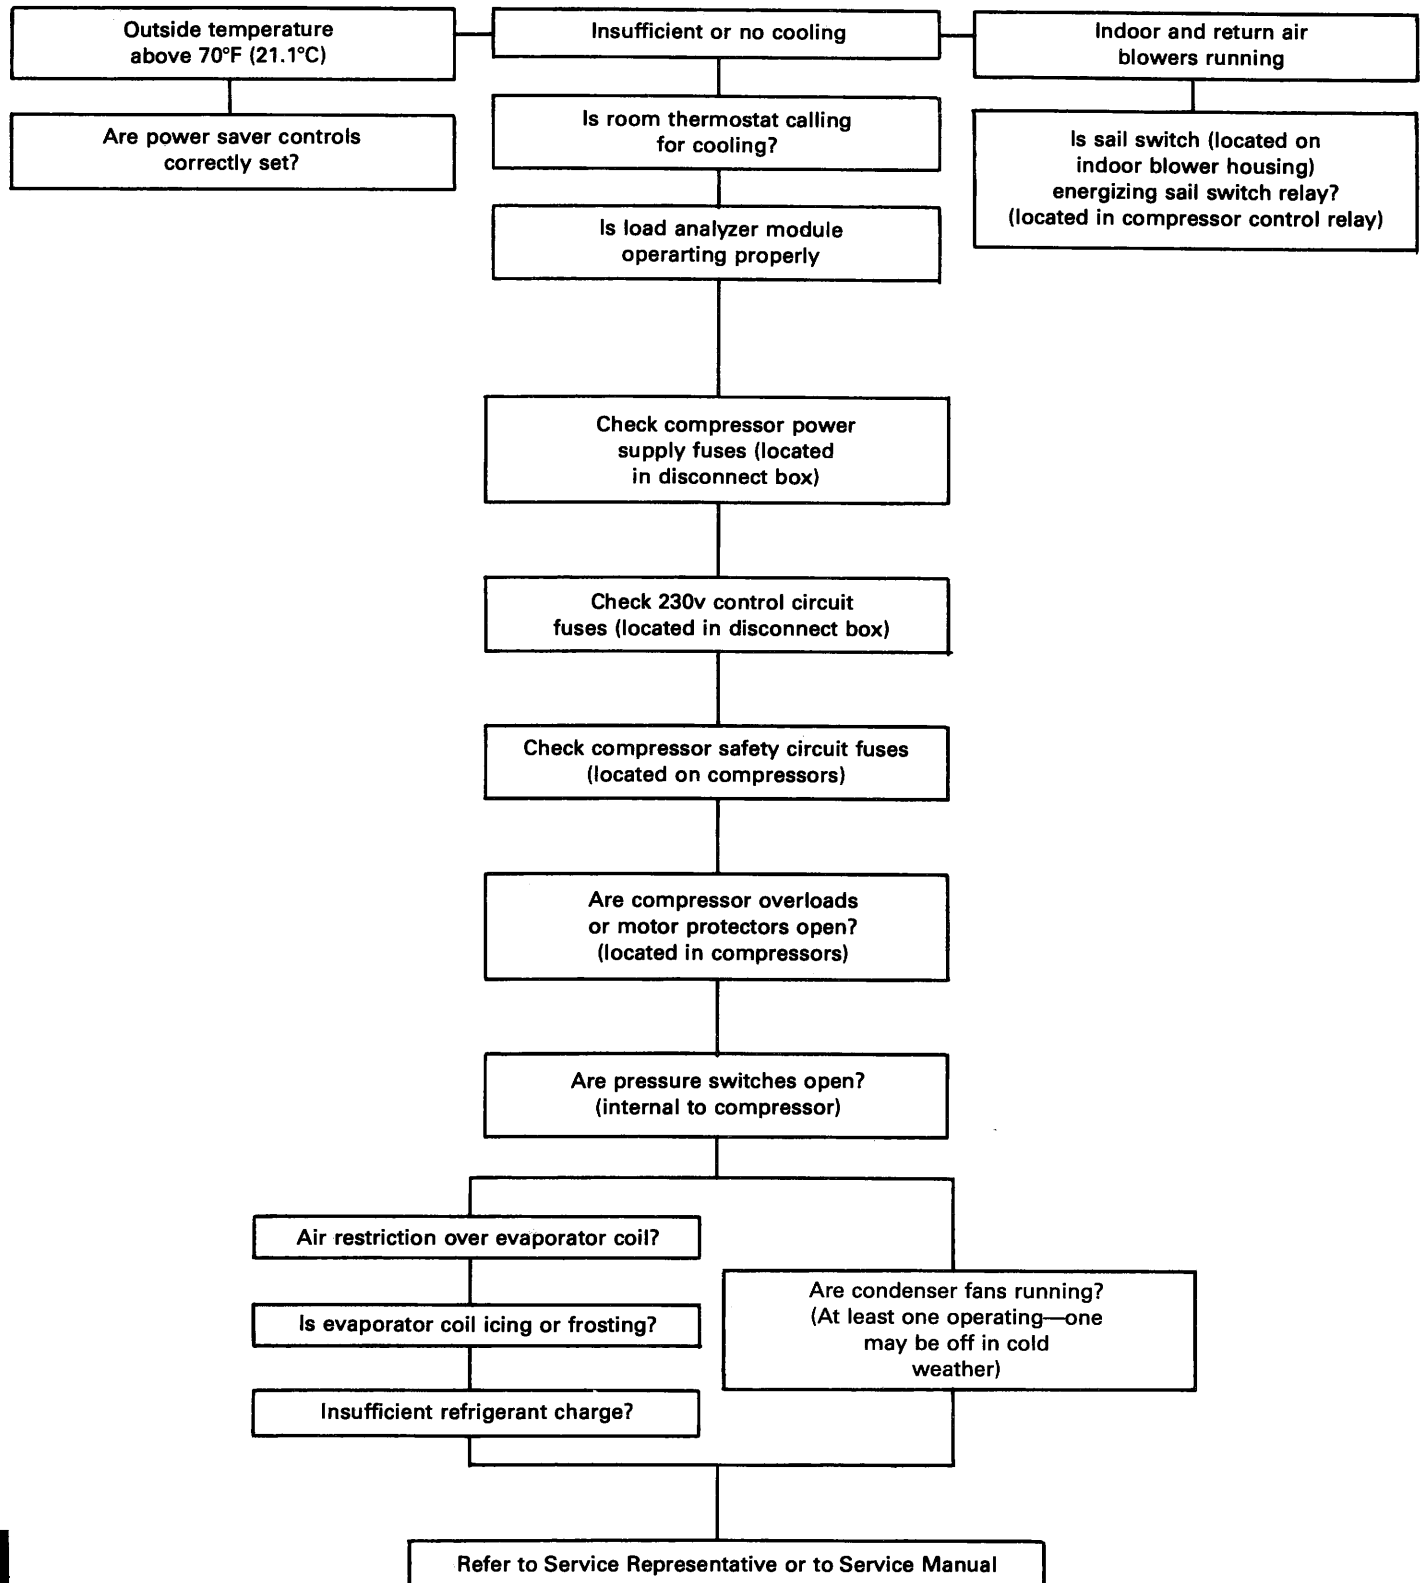 Outside temperature
above 70°F (21.1°C)
Insufficient or no cooling
Indoor and return air
blowers running
Are power saver controls
correctly set?
Is room thermostat calling
for cooling?
Is sail switch (located on
indoor blower housing)
energizing sail switch relay?
(located in compressor control relay)
Is load analyzer module
operarting properly
Check compressor power
supply fuses (located
in disconnect box)
Check 230v control circuit
fuses (located in disconnect box)
Check compressor safety circuit fuses
(located on compressors)
Are compressor overloads
or motor protectors open?
(located in compressors)
Are pressure switches open?
(internal to compressor)
Air restriction over evaporator coil?
Is evaporator coil icing or frosting?
Insufficient refrigerant charge?
Are condenser fans running?
(At least one operating—one
may be off in cold
weather)
Refer to Service Representative or to Service Manual